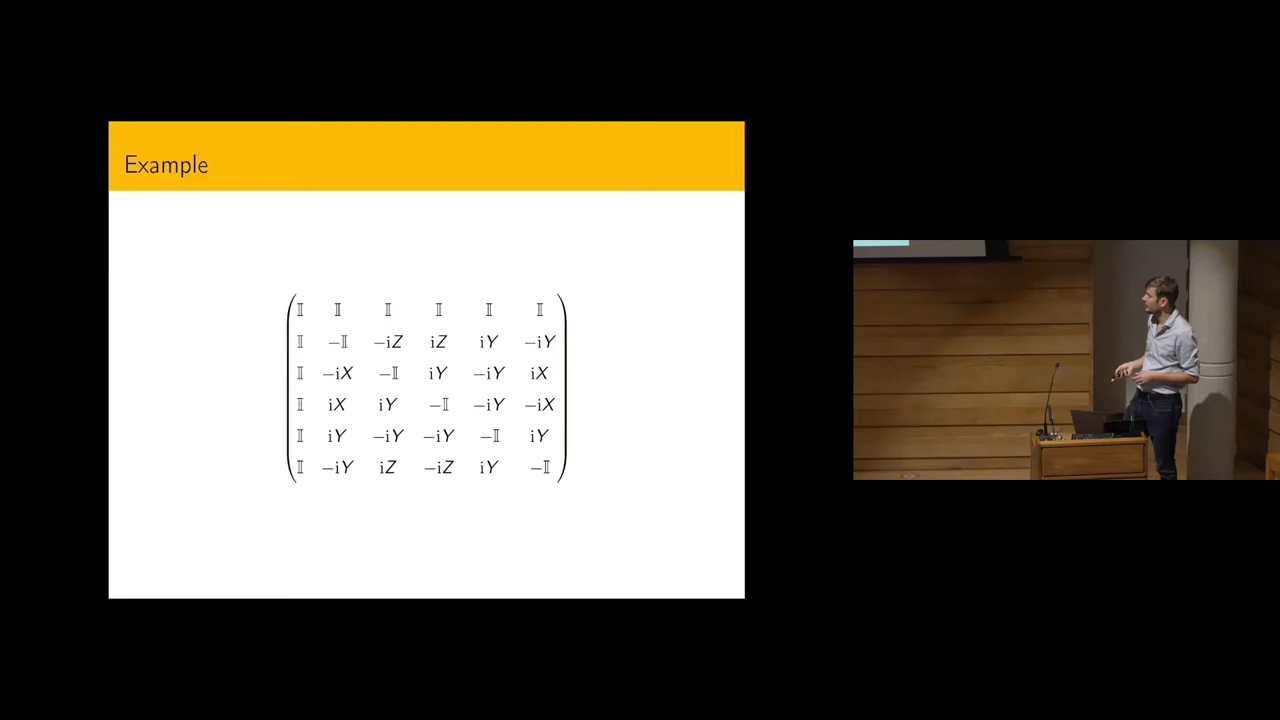 Example
𝕀 𝕀 𝕀 𝕀 𝕀 𝕀
𝕀 −𝕀 −iZ iZ iY −iY
𝕀 −iX −𝕀 iY −iY iX
𝕀 iX iY −𝕀 −iY −iX
𝕀 iY −iY −iY −𝕀 iY
𝕀 −iY iZ −iZ iY −𝕀